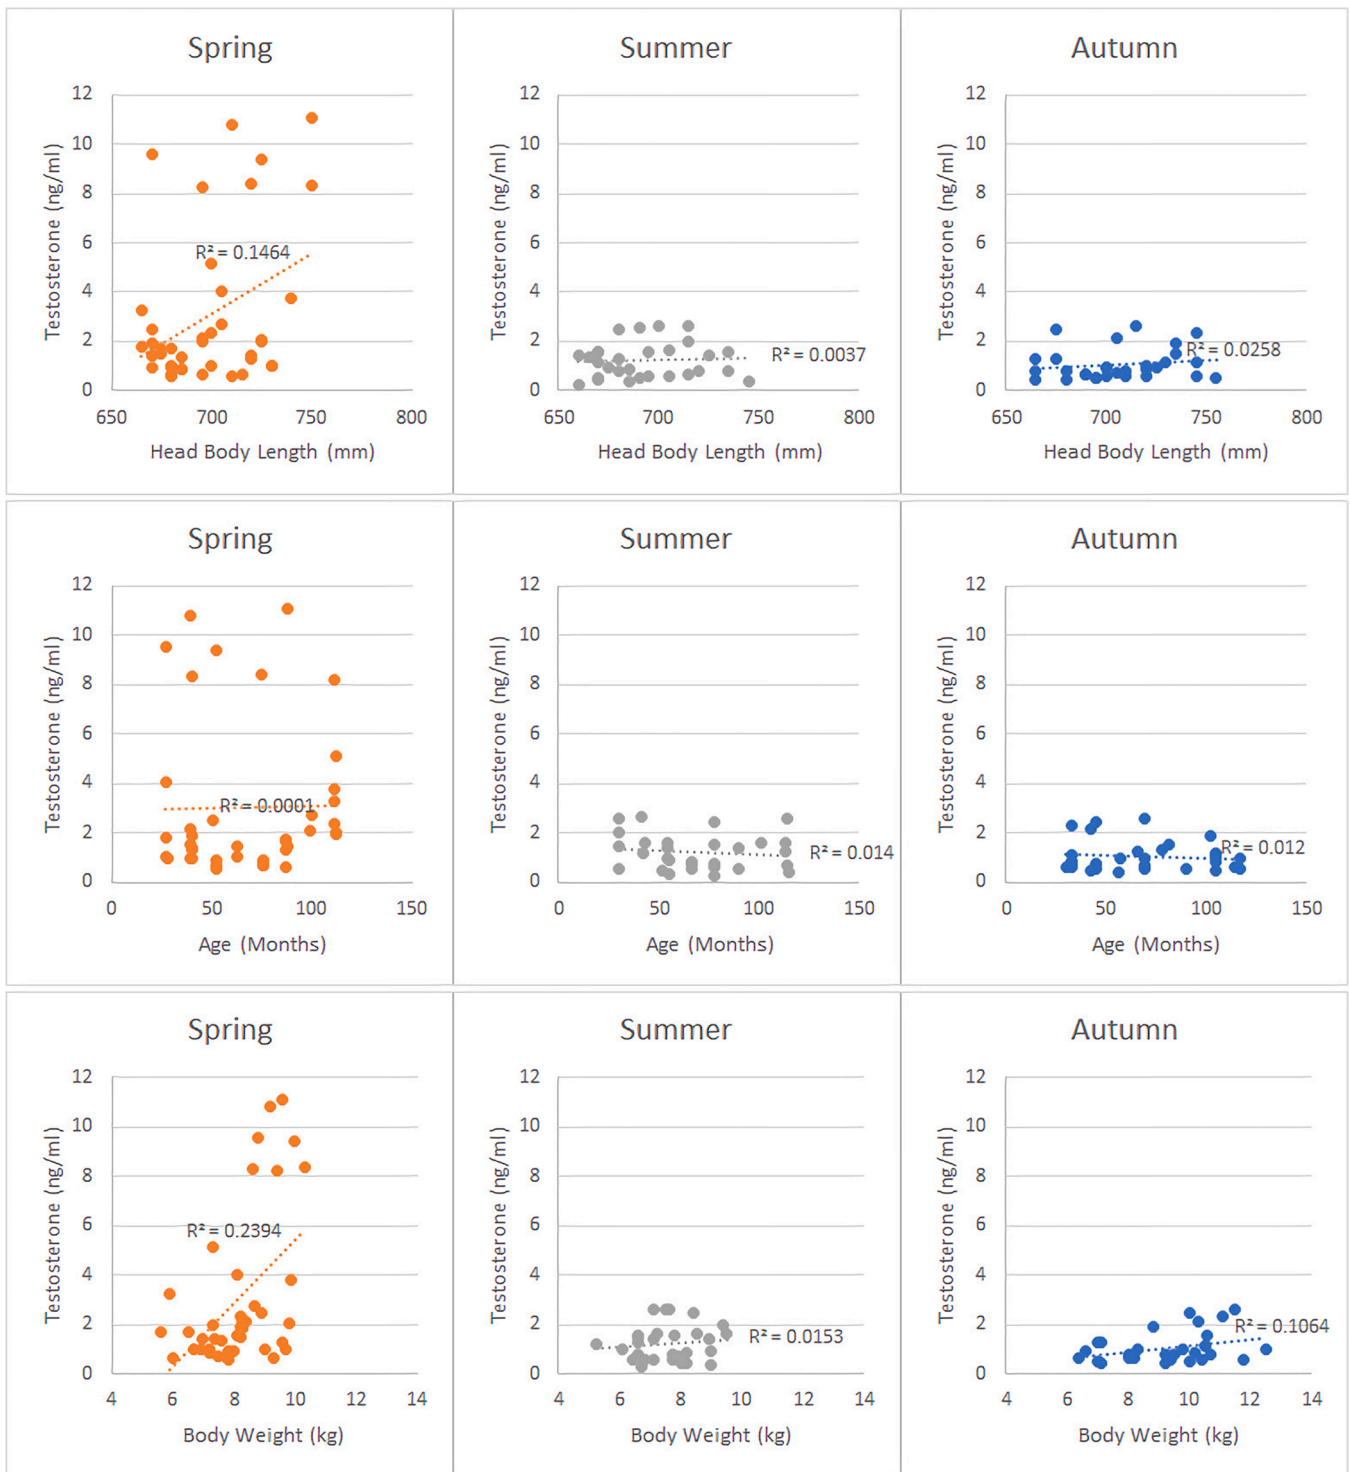 Spring
Testosterone (ng/ml)
12
10
8
6
4
2
0
R² = 0.1464
650 700 750 800
Head Body Length (mm)
Summer
Testosterone (ng/ml)
12
10
8
6
4
2
0
R² = 0.0037
650 700 750 800
Head Body Length (mm)
Autumn
Testosterone (ng/ml)
12
10
8
6
4
2
0
R² = 0.0258
650 700 750 800
Head Body Length (mm)
Spring
Testosterone (ng/ml)
12
10
8
6
4
2
0
R² = 0.0001
0 50 100 150
Age (Months)
Summer
Testosterone (ng/ml)
12
10
8
6
4
2
0
R² = 0.014
0 50 100 150
Age (Months)
Autumn
Testosterone (ng/ml)
12
10
8
6
4
2
0
R² = 0.012
0 50 100 150
Age (Months)
Spring
Testosterone (ng/ml)
12
10
8
6
4
2
0
R² = 0.2394
4 6 8 10 12 14
Body Weight (kg)
Summer
Testosterone (ng/ml)
12
10
8
6
4
2
0
R² = 0.0153
4 6 8 10 12 14
Body Weight (kg)
Autumn
Testosterone (ng/ml)
12
10
8
6
4
2
0
R² = 0.1064
4 6 8 10 12 14
Body Weight (kg)